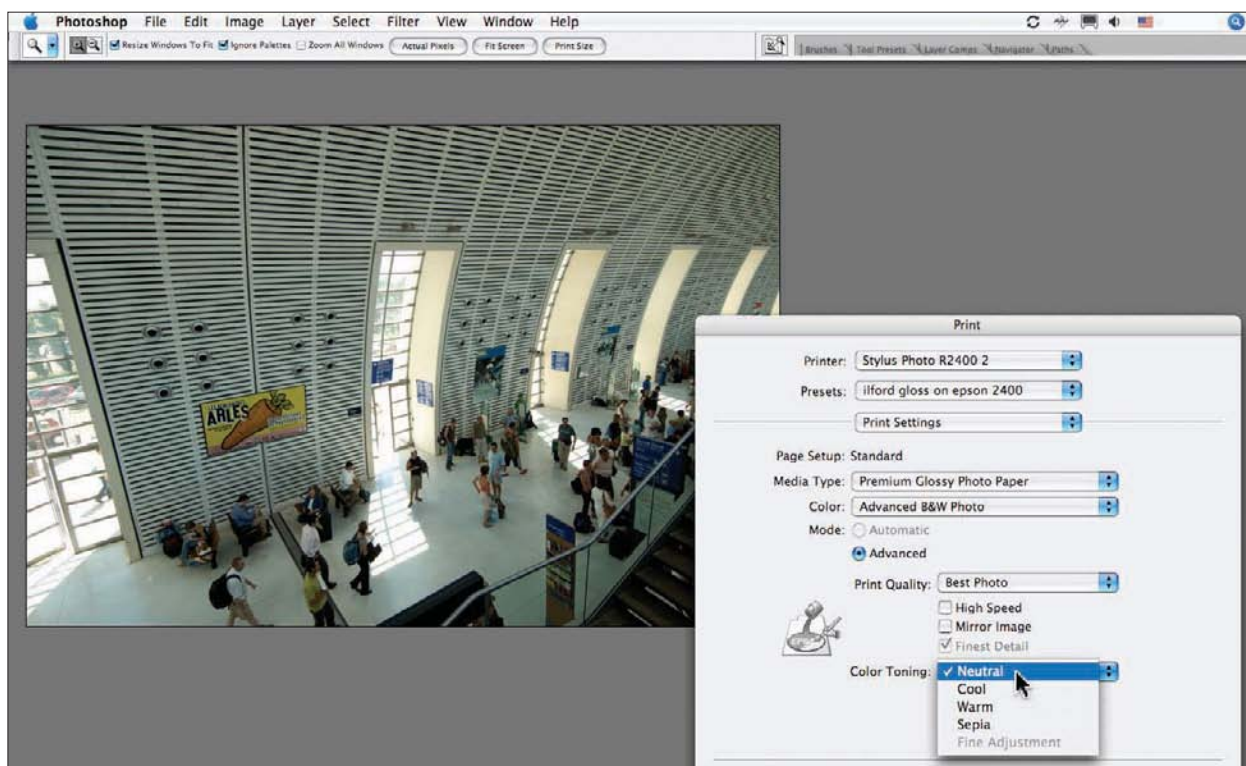 Photoshop File Edit Image Layer Select Filter View Window Help
Resize Windows To Fit Ignore Palettes Zoom All Windows Actual Pixels Fit Screen Print Size
Brushes Tool Presets Layer Comps Navigator Paths
ARLES
Print
Printer: Stylus Photo R2400 2
Presets: ilford gloss on epson 2400
Print Settings
Page Setup: Standard
Media Type: Premium Glossy Photo Paper
Color: Advanced B&W Photo
Mode: Automatic
Advanced
Print Quality: Best Photo
High Speed
Mirror Image
Finest Detail
Color Toning: Neutral
Cool
Warm
Sepia
Fine Adjustment